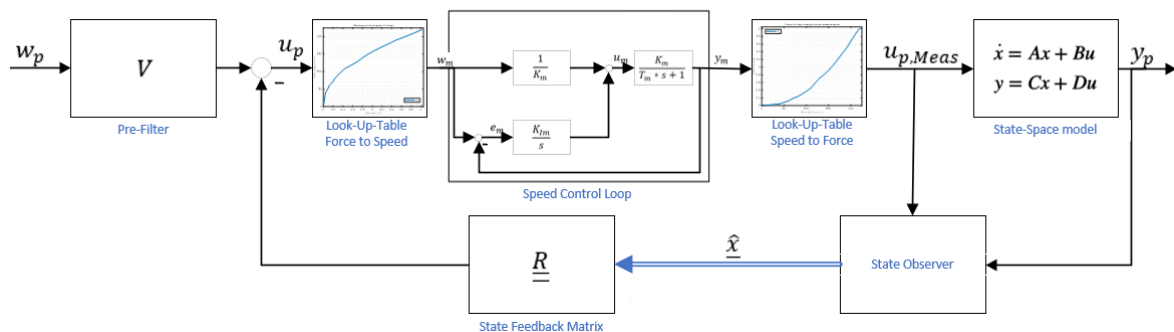 w_p
V
Pre-Filter
-
u_p
Look-Up-Table
Force to Speed
w_m
1
K_m
u_m
K_m
T_m * s + 1
y_m
e_m
-
K_Im
s
Speed Control Loop
Look-Up-Table
Speed to Force
u_p,Meas
ẋ = Ax + Bu
y = Cx + Du
State-Space model
y_p
R
State Feedback Matrix
x̂
State Observer